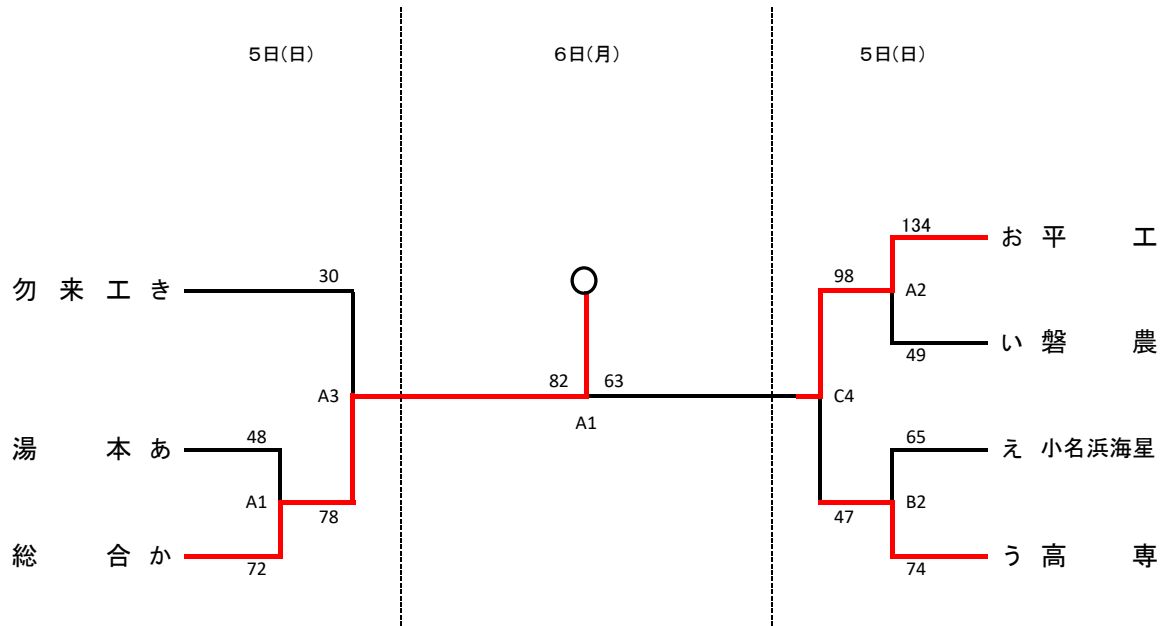 ５日(日) ６日(月) ５日(日)
134
お 平 工
30 98 A2
勿 来 工 き
い 磐 農
49
82 63
A3 C4
A1
48 65
湯 本 あ え 小名浜海星
A1 B2
78 47
総 合 か う 高 専
72 74